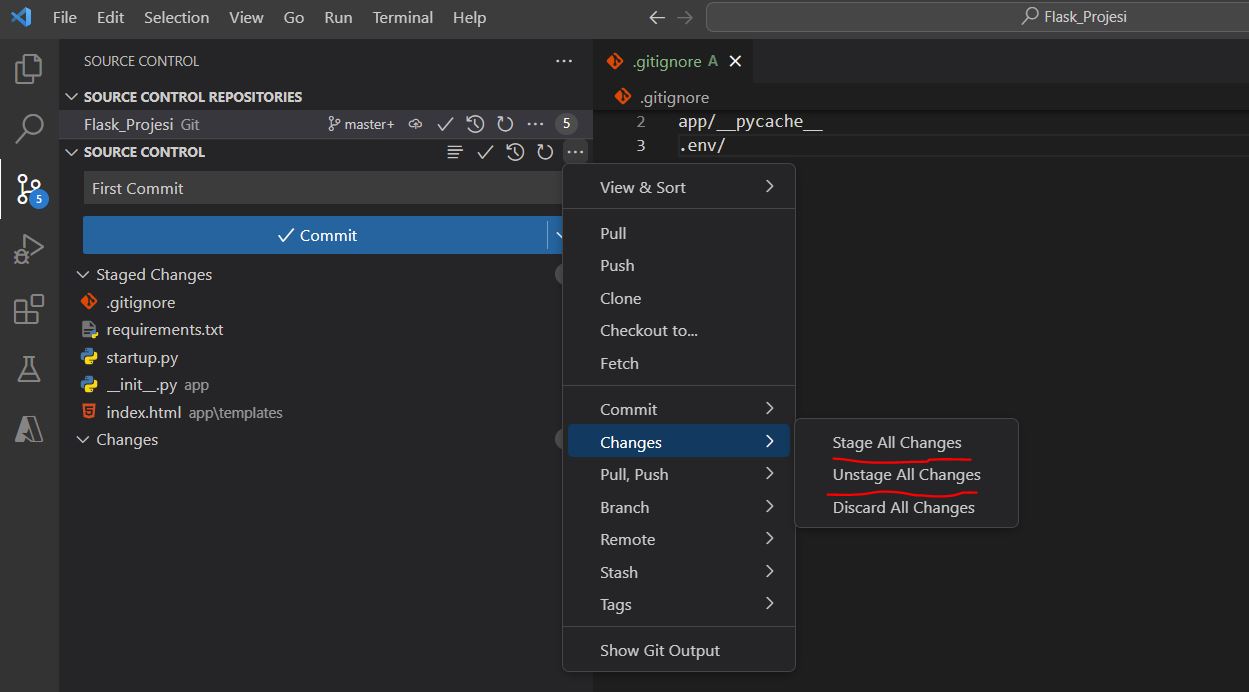 File Edit Selection View Go Run Terminal Help
Flask_Projesi
SOURCE CONTROL
SOURCE CONTROL REPOSITORIES
Flask_Projesi Git master+ 5
SOURCE CONTROL
First Commit
Commit
Staged Changes
.gitignore
requirements.txt
startup.py
__init__.py app
index.html app\templates
Changes
5
.gitignore A
.gitignore
2 app/__pycache__
3 .env/
View & Sort
Pull
Push
Clone
Checkout to...
Fetch
Commit
Changes
Pull, Push
Branch
Remote
Stash
Tags
Show Git Output
Stage All Changes
Unstage All Changes
Discard All Changes